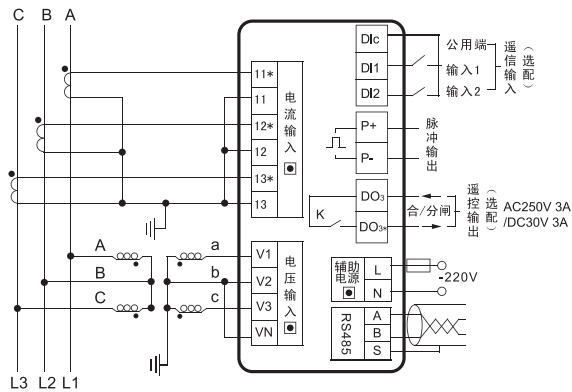 C B A
11*
11
12*
12
13*
13
电流输入
A
B
C
a
b
c
V1
V2
V3
VN
电压输入
L3 L2 L1
DIc
DI1
DI2
公用端
输入1
输入2
遥信输入
（选配）
P+
P-
脉冲输出
K
DO3
DO3*
合/分闸
遥控输出
（选配）
AC250V 3A
/DC30V 3A
辅助电源
L
N
~220V
RS485
A
B
S